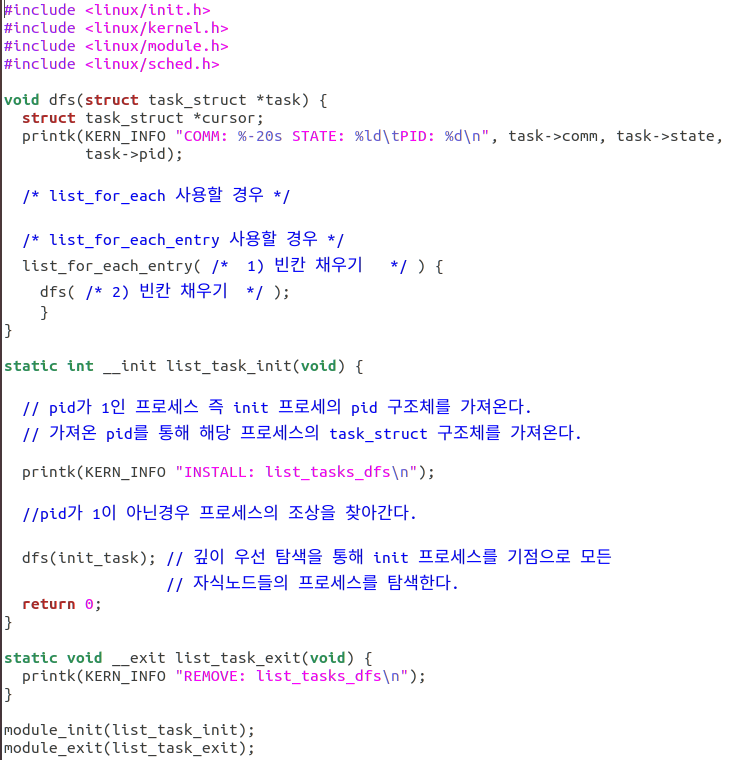 #include <linux/init.h>
#include <linux/kernel.h>
#include <linux/module.h>
#include <linux/sched.h>

void dfs(struct task_struct *task) {
  struct task_struct *cursor;
  printk(KERN_INFO "COMM: %-20s STATE: %ld\tPID: %d\n", task->comm, task->state,
         task->pid);

  /* list_for_each 사용할 경우 */

  /* list_for_each_entry 사용할 경우 */
  list_for_each_entry( /*  1) 빈칸 채우기   */ ) {
    dfs( /* 2) 빈칸 채우기  */ );
    }
}

static int __init list_task_init(void) {

  // pid가 1인 프로세스 즉 init 프로세의 pid 구조체를 가져온다.
  // 가져온 pid를 통해 해당 프로세스의 task_struct 구조체를 가져온다.

  printk(KERN_INFO "INSTALL: list_tasks_dfs\n");

  //pid가 1이 아닌경우 프로세스의 조상을 찾아간다.

  dfs(init_task); // 깊이 우선 탐색을 통해 init 프로세스를 기점으로 모든
                  // 자식노드들의 프로세스를 탐색한다.
  return 0;
}

static void __exit list_task_exit(void) {
  printk(KERN_INFO "REMOVE: list_tasks_dfs\n");
}

module_init(list_task_init);
module_exit(list_task_exit);